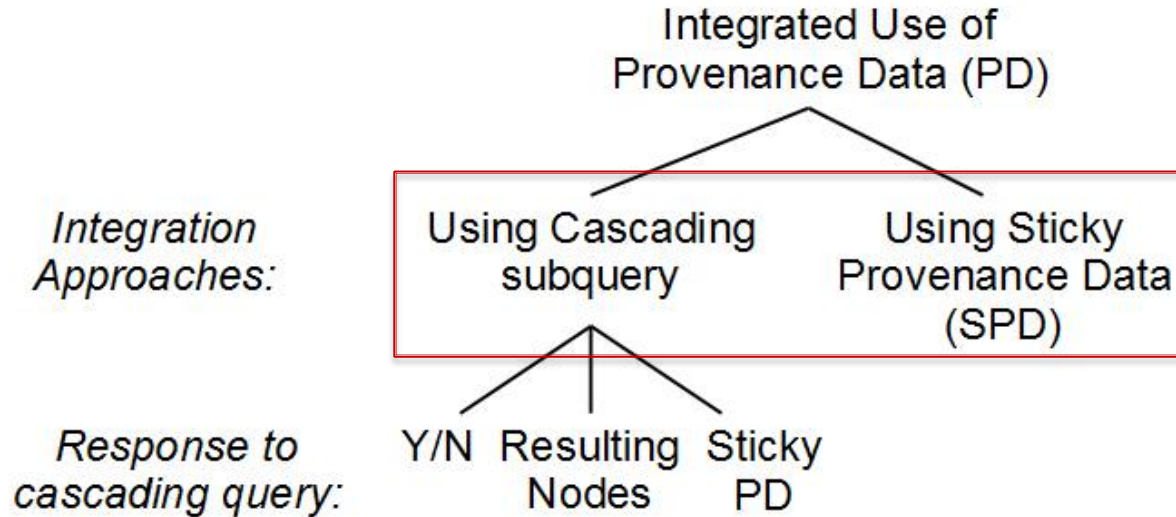 Integrated Use of
Provenance Data (PD)
Integration
Approaches:
Using Cascading
subquery
Using Sticky
Provenance Data
(SPD)
Response to
cascading query:
Y/N
Resulting
Nodes
Sticky
PD